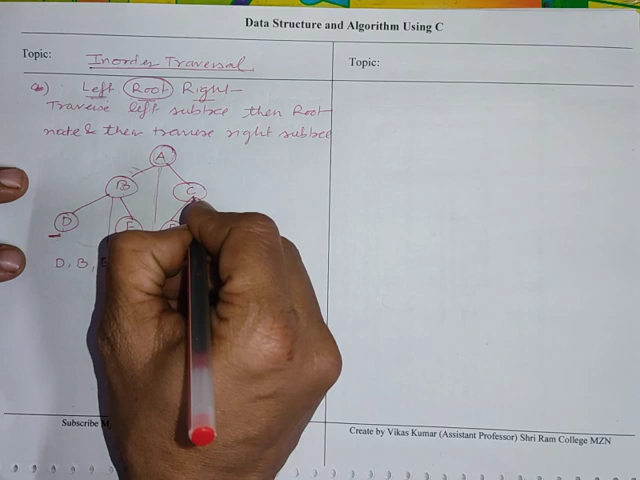 Data Structure and Algorithm Using C
Topic:
Inorder Traversal
Topic:
Left Root Right
Traverse left subtree then Root
node & then traverse right subtree
A
B
C
D
E
D, B, E
Subscribe
Create by Vikas Kumar (Assistant Professor) Shri Ram College MZN